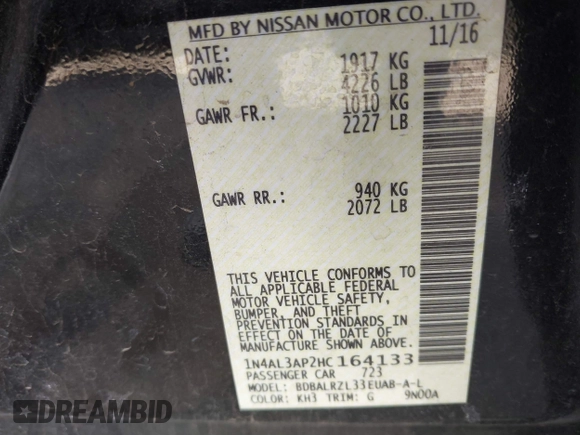 MFD BY NISSAN MOTOR CO., LTD.
DATE: 11/16
GVWR: 1917 KG
4226 LB
GAWR FR.: 1010 KG
2227 LB
GAWR RR.: 940 KG
2072 LB
THIS VEHICLE CONFORMS TO
ALL APPLICABLE FEDERAL
MOTOR VEHICLE SAFETY,
BUMPER, AND THEFT
PREVENTION STANDARDS
IN EFFECT ON THE DATE OF
MANUFACTURE SHOWN ABOVE.
1N4AL3AP2HC164133
PASSENGER CAR 723
MODEL: BDBALRZL33EUAB-A-L
COLOR: KH3 TRIM: G 9N00A
DREAMBID